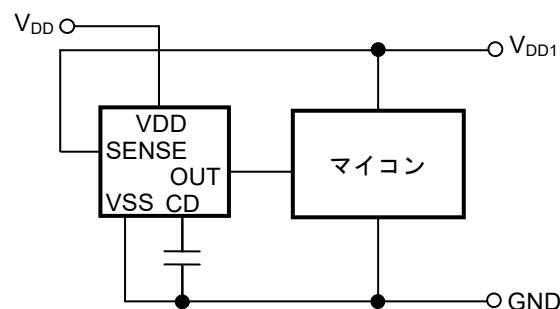 VDD
VDD1
VDD
SENSE
OUT
VSS CD
マイコン
GND